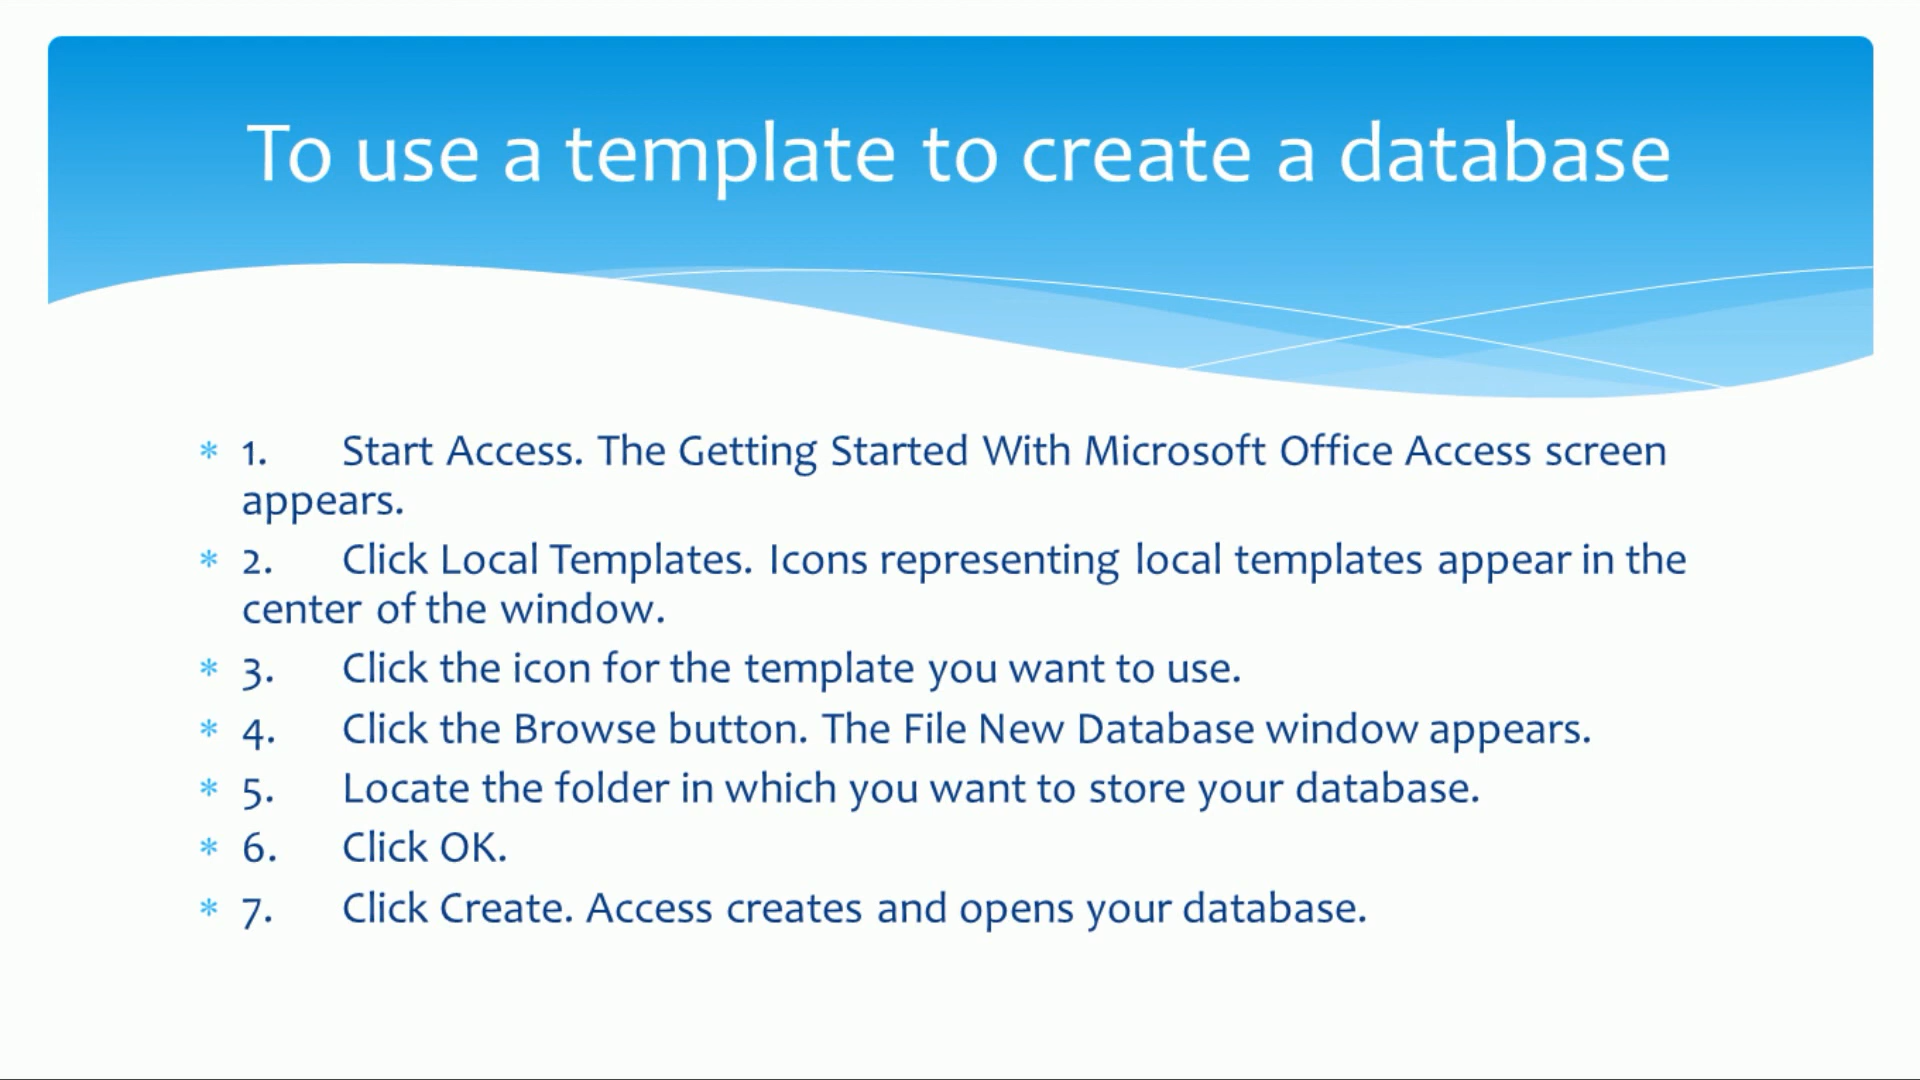 To use a template to create a database
* 1. Start Access. The Getting Started With Microsoft Office Access screen
appears.
* 2. Click Local Templates. Icons representing local templates appear in the
center of the window.
* 3. Click the icon for the template you want to use.
* 4. Click the Browse button. The File New Database window appears.
* 5. Locate the folder in which you want to store your database.
* 6. Click OK.
* 7. Click Create. Access creates and opens your database.